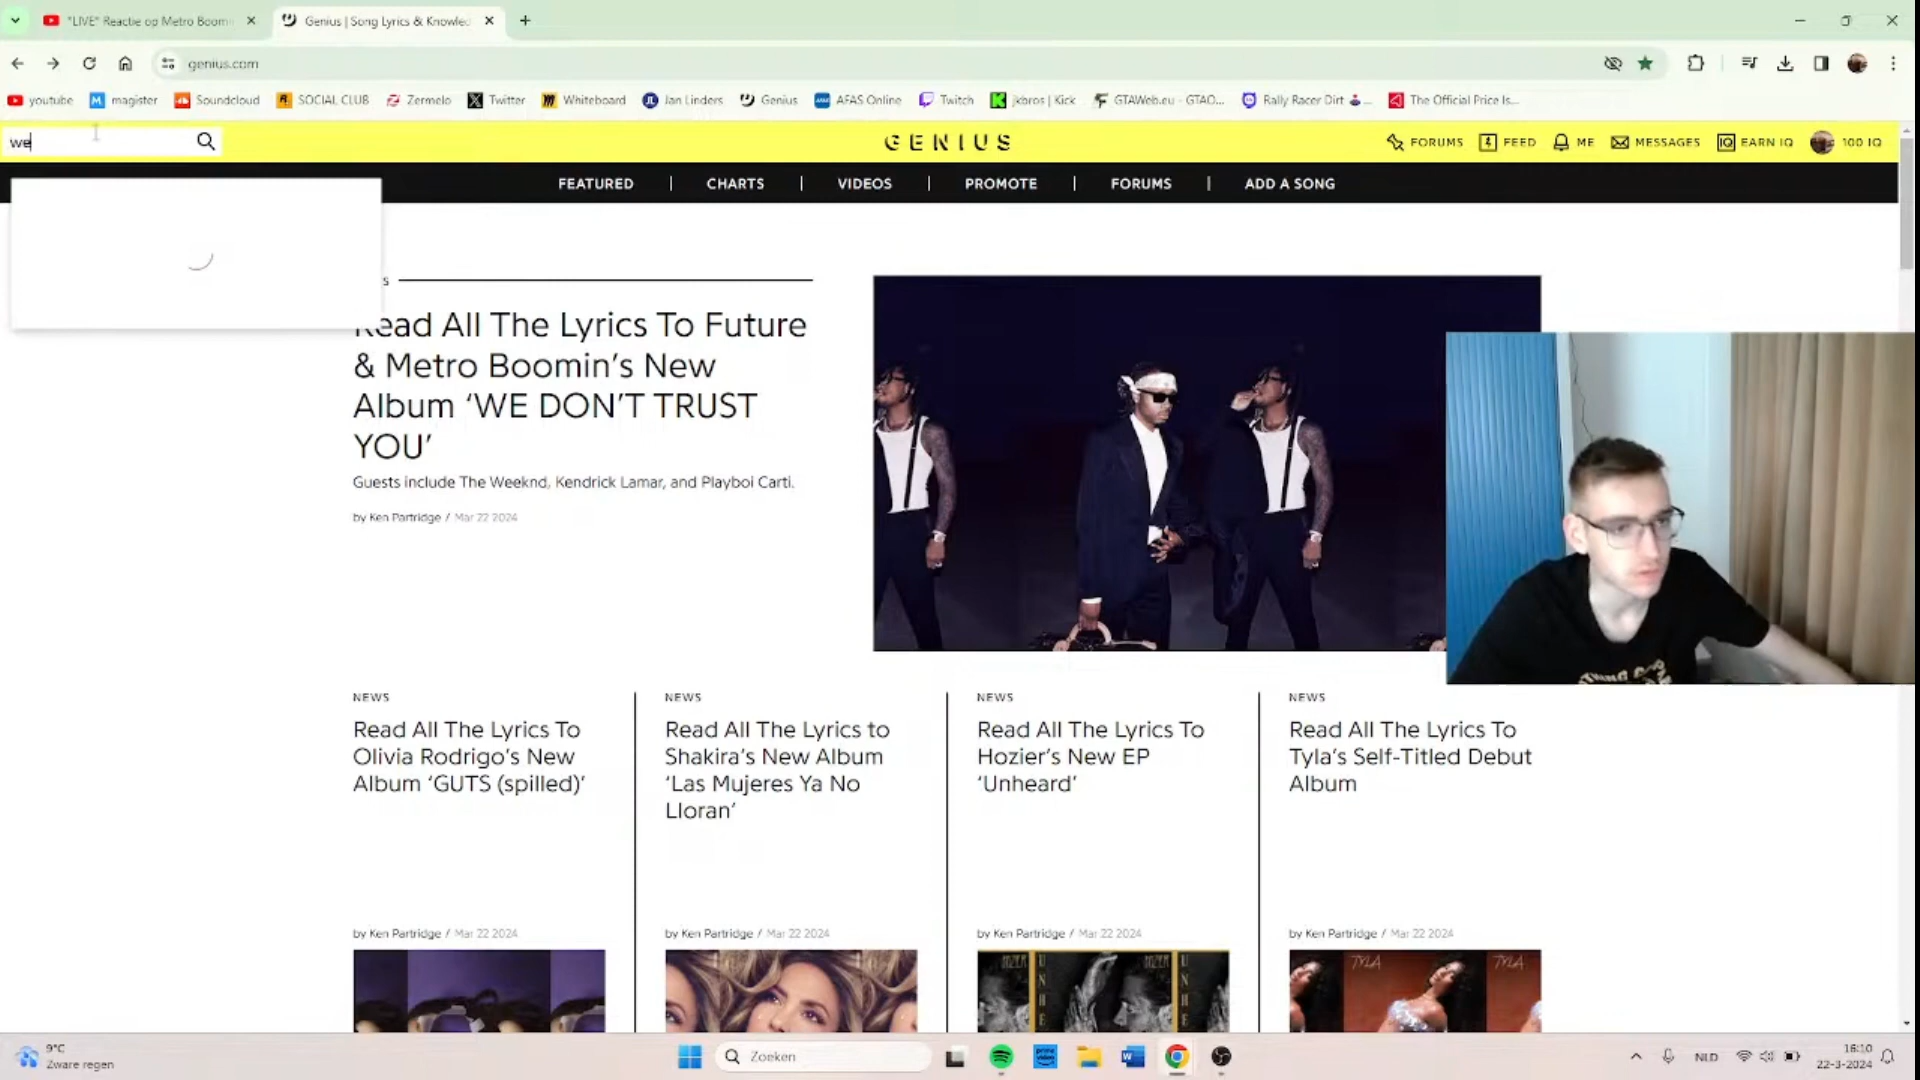 "LIVE" Reactie op Metro Boomi
Genius | Song Lyrics & Knowle
genius.com
youtube
magister
Soundcloud
SOCIAL CLUB
Zermelo
Twitter
Whiteboard
Jan Linders
Genius
AFAS Online
Twitch
jkbros | Kick
GTAWeb.eu - GTAO...
Rally Racer Dirt
The Official Price Is...
we
GENIUS
FORUMS
FEED
ME
MESSAGES
EARN IQ
100 IQ
FEATURED
CHARTS
VIDEOS
PROMOTE
FORUMS
ADD A SONG
S
Read All The Lyrics To Future
& Metro Boomin's New
Album 'WE DON'T TRUST
YOU'
Guests include The Weeknd, Kendrick Lamar, and Playboi Carti.
by Ken Partridge / Mar 22 2024
NEWS
Read All The Lyrics To
Olivia Rodrigo's New
Album 'GUTS (spilled)'
by Ken Partridge / Mar 22 2024
NEWS
Read All The Lyrics to
Shakira's New Album
'Las Mujeres Ya No
Lloran'
by Ken Partridge / Mar 22 2024
NEWS
Read All The Lyrics To
Hozier's New EP
'Unheard'
by Ken Partridge / Mar 22 2024
NEWS
Read All The Lyrics To
Tyla's Self-Titled Debut
Album
by Ken Partridge / Mar 22 2024
TYLA
TYLA
9°C
Zware regen
Zoeken
prime video
NLD
16:10
22-3-2024